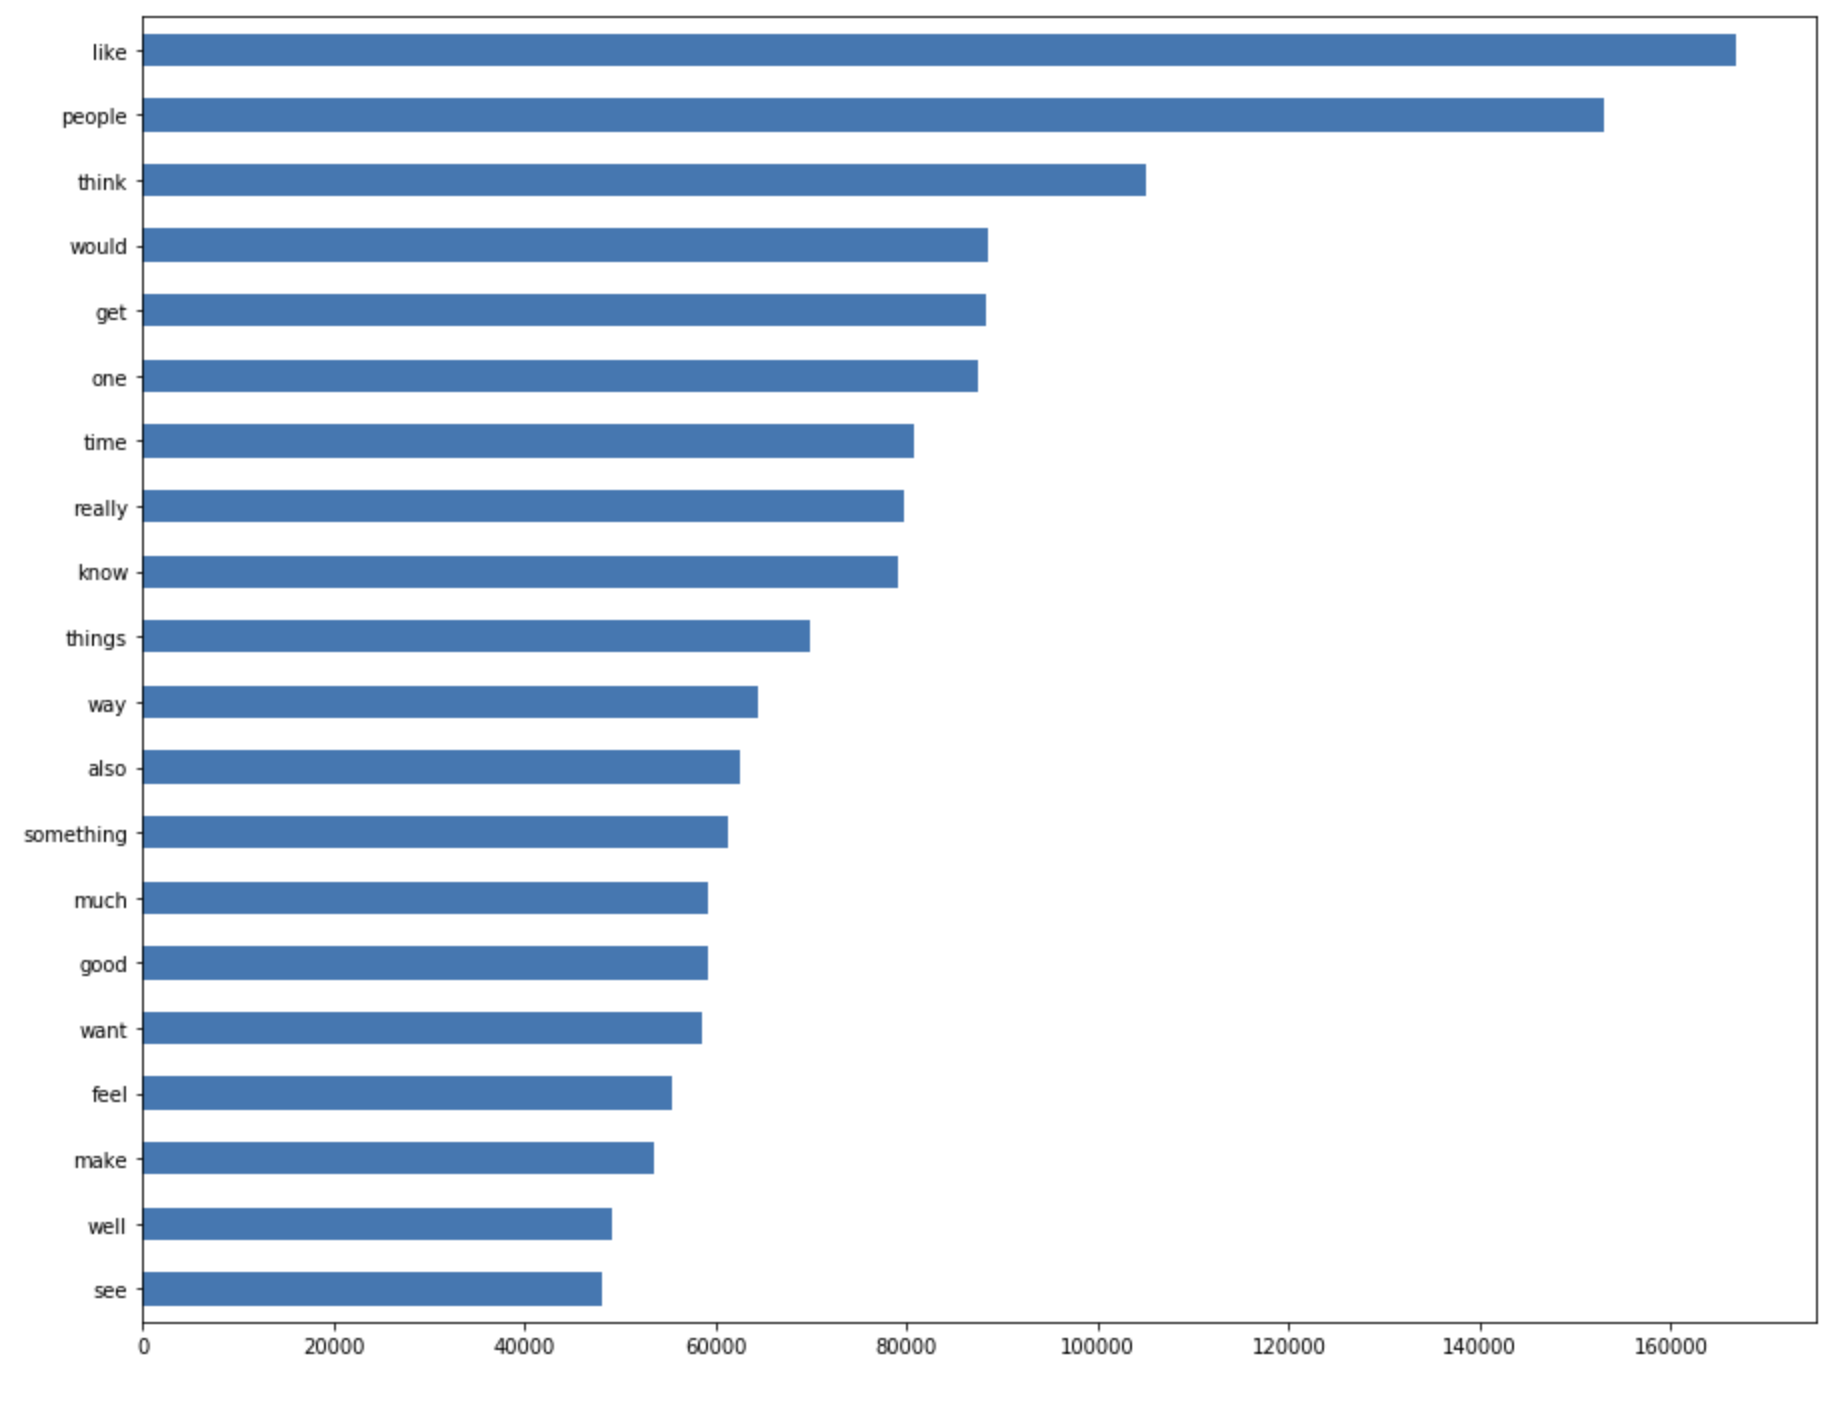 like
people
think
would
get
one
time
really
know
things
way
also
something
much
good
want
feel
make
well
see
0 20000 40000 60000 80000 100000 120000 140000 160000